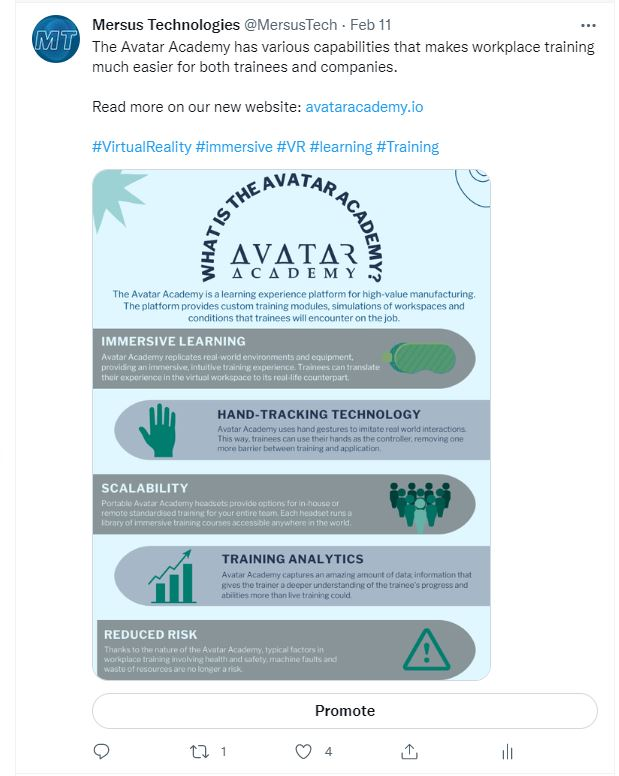 Mersus Technologies @MersusTech · Feb 11
The Avatar Academy has various capabilities that makes workplace training
much easier for both trainees and companies.
Read more on our new website: avataracademy.io
#VirtualReality #immersive #VR #learning #Training
MT
WHAT IS THE AVATAR ACADEMY?
AVATAR
ACADEMY
The Avatar Academy is a learning experience platform for high-value manufacturing.
The platform provides custom training modules, simulations of workspaces and
conditions that trainees will encounter on the job.
IMMERSIVE LEARNING
Avatar Academy replicates real-world environments and equipment,
providing an immersive, intuitive training experience. Trainees can translate
their experience in the virtual workspace to its real-life counterpart.
HAND-TRACKING TECHNOLOGY
Avatar Academy uses hand gestures to imitate real world interactions.
This way, trainees can use their hands as the controller, removing one
more barrier between training and application.
SCALABILITY
Portable Avatar Academy headsets provide options for in-house or
remote standardised training for your entire team. Each headset runs a
library of immersive training courses accessible anywhere in the world.
TRAINING ANALYTICS
Avatar Academy captures an amazing amount of data; information that
gives the trainer a deeper understanding of the trainee's progress and
abilities more than live training could.
REDUCED RISK
Thanks to the nature of the Avatar Academy, typical factors in
workplace training involving health and safety, machine faults and
waste of resources are no longer a risk.
Promote
1 4